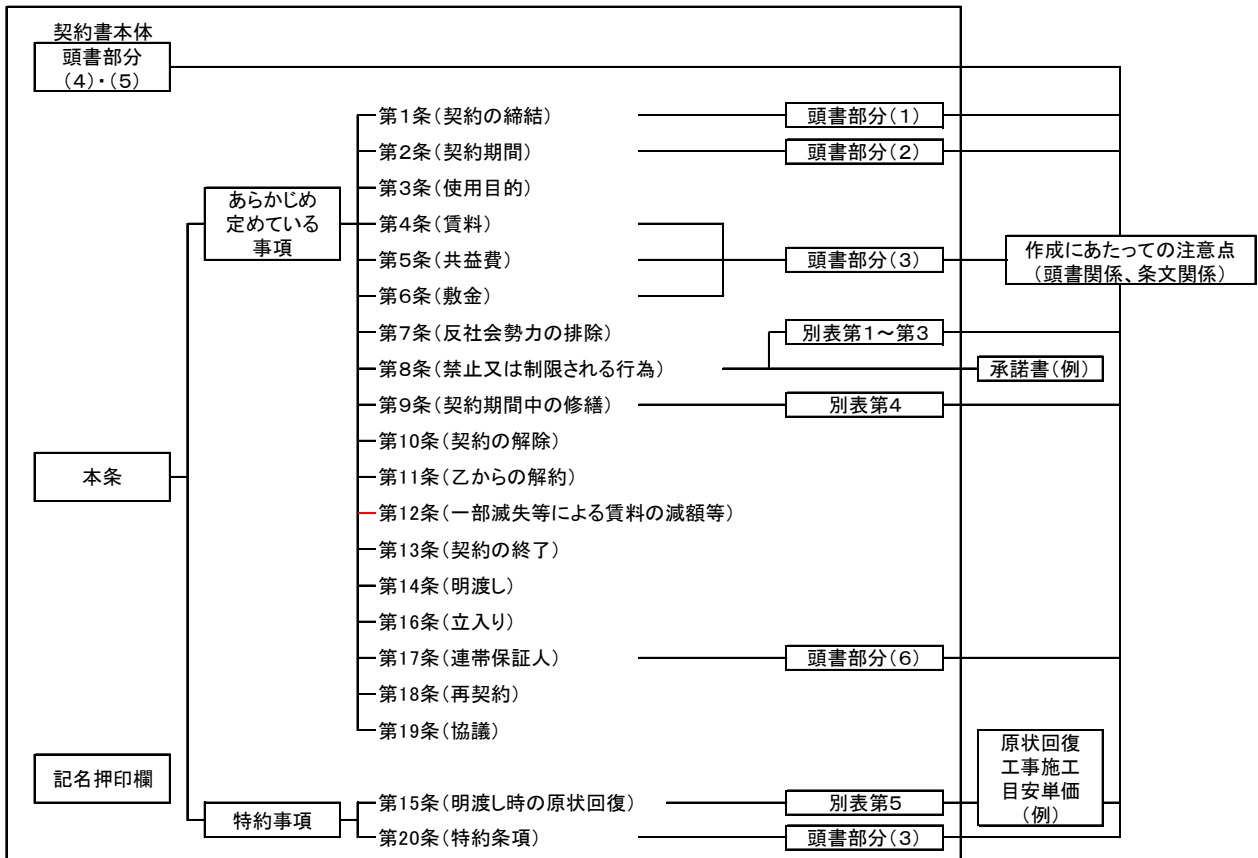 契約書本体
頭書部分
(4)・(5)
第1条(契約の締結)
頭書部分(1)
第2条(契約期間)
頭書部分(2)
第3条(使用目的)
あらかじめ
定めている
事項
第4条(賃料)
第5条(共益費)
頭書部分(3)
第6条(敷金)
作成にあたっての注意点
(頭書関係、条文関係)
第7条(反社会勢力の排除)
別表第1~第3
第8条(禁止又は制限される行為)
承諾書(例)
第9条(契約期間中の修繕)
別表第4
第10条(契約の解除)
本条
第11条(乙からの解約)
第12条(一部滅失等による賃料の減額等)
第13条(契約の終了)
第14条(明渡し)
第16条(立入り)
第17条(連帯保証人)
頭書部分(6)
第18条(再契約)
第19条(協議)
記名押印欄
特約事項
第15条(明渡し時の原状回復)
別表第5
原状回復
工事施工
目安単価
(例)
第20条(特約条項)
頭書部分(3)